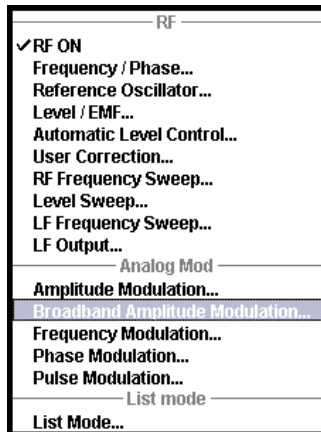 RF
RF ON
Frequency / Phase...
Reference Oscillator...
Level / EMF...
Automatic Level Control...
User Correction...
RF Frequency Sweep...
Level Sweep...
LF Frequency Sweep...
LF Output...
Analog Mod
Amplitude Modulation...
Broadband Amplitude Modulation...
Frequency Modulation...
Phase Modulation...
Pulse Modulation...
List mode
List Mode...